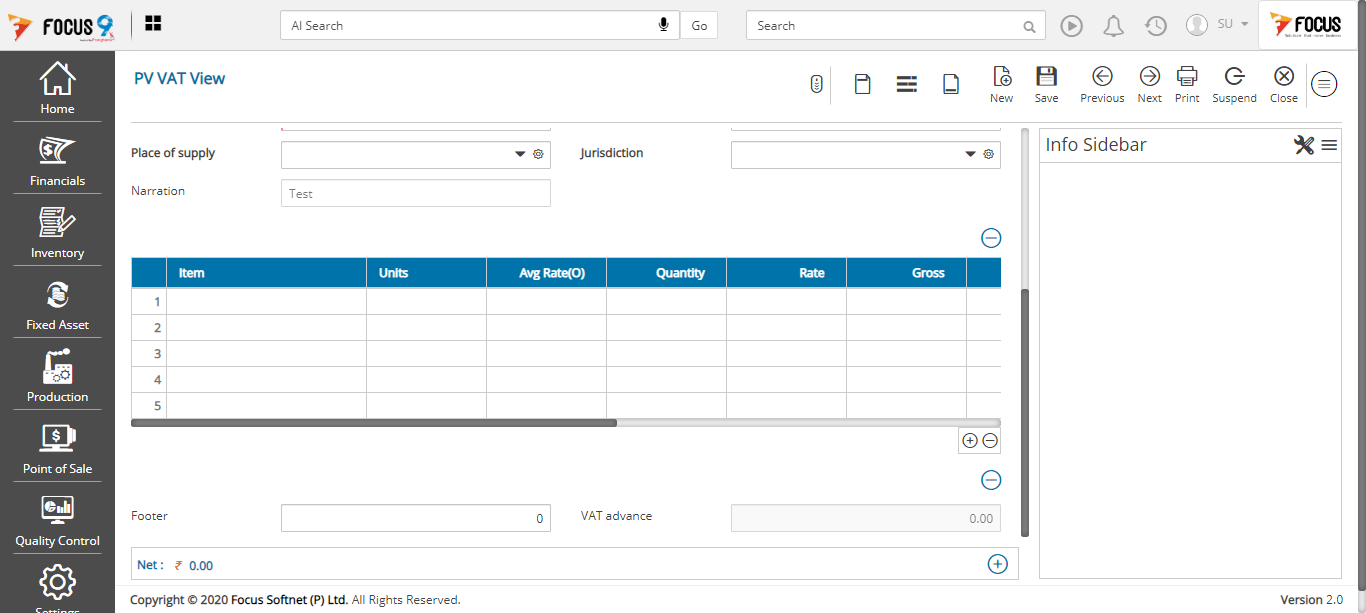 FOCUS 9
AI Search
Go
Search
SU
FOCUS
Home
Financials
Inventory
Fixed Asset
Production
Point of Sale
Quality Control
Settings
PV VAT View
New
Save
Previous
Next
Print
Suspend
Close
Place of supply
Jurisdiction
Narration
Test
Item Units Avg Rate(O) Quantity Rate Gross
1
2
3
4
5
Footer
0
VAT advance
0.00
Net : ₹ 0.00
Info Sidebar
Copyright © 2020 Focus Softnet (P) Ltd. All Rights Reserved.
Version 2.0